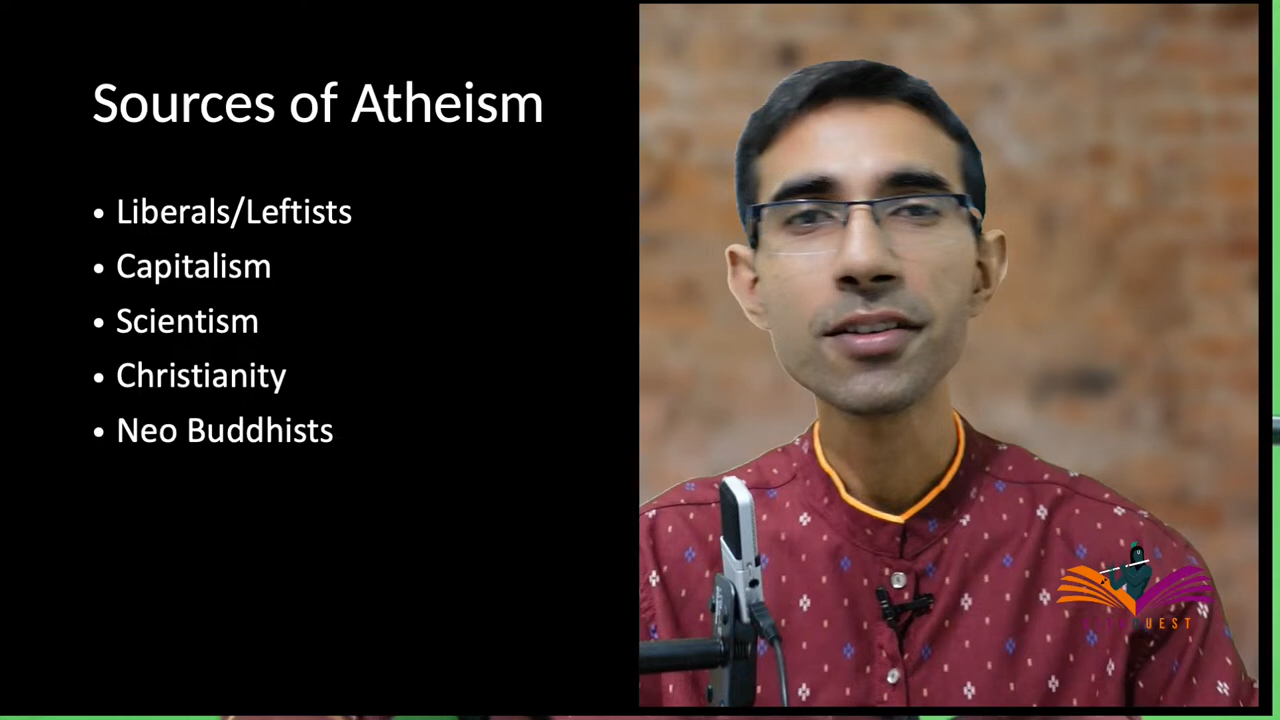 Sources of Atheism
• Liberals/Leftists
• Capitalism
• Scientism
• Christianity
• Neo Buddhists